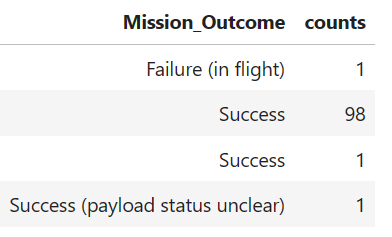 Mission_Outcome counts
Failure (in flight) 1
Success 98
Success 1
Success (payload status unclear) 1